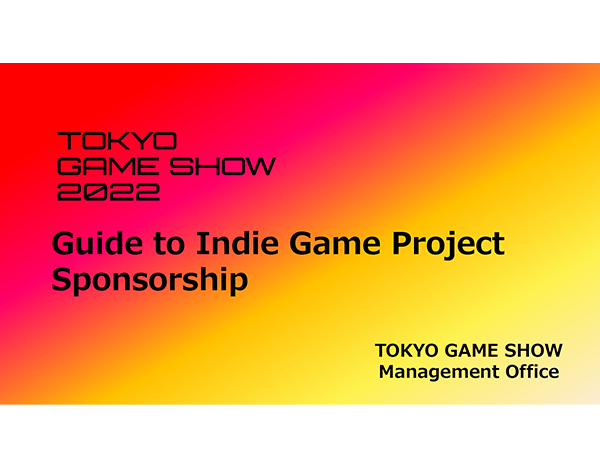 TOKYO
GAME SHOW
2022
Guide to Indie Game Project
Sponsorship
TOKYO GAME SHOW
Management Office